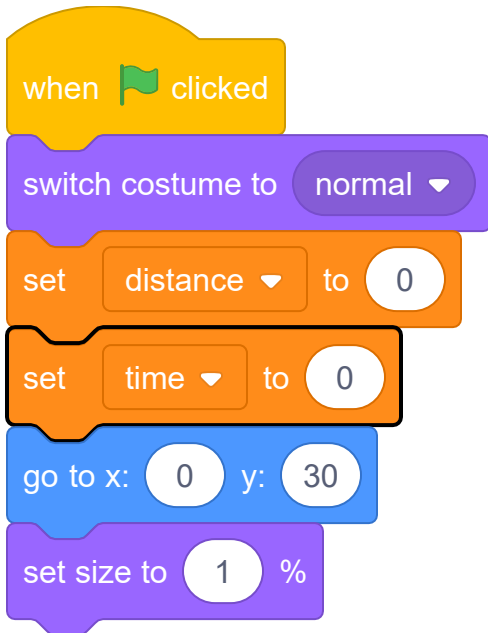 when clicked
switch costume to normal
set distance to 0
set time to 0
go to x: 0 y: 30
set size to 1 %